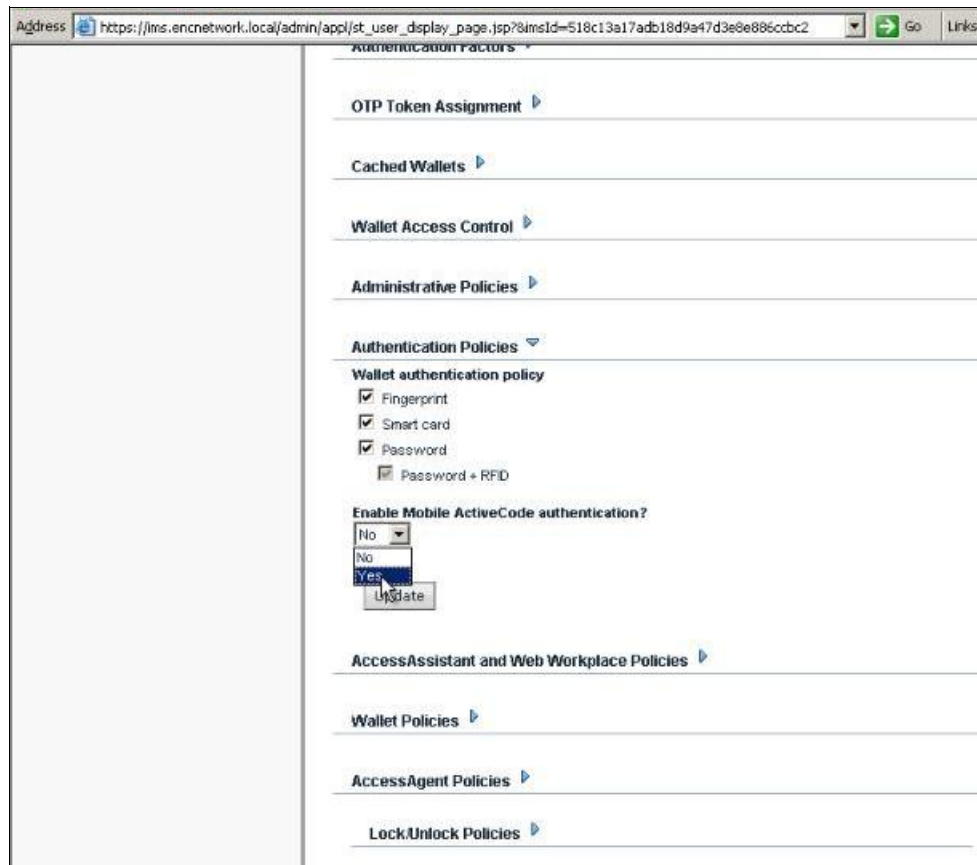 Address https://ims.encnetwork.local/admin/appl/st_user_display_page.jsp?&imsId=518c13a17adb18d9a47d3e8e886ccbc2 Go Links
Authentication Factors
OTP Token Assignment
Cached Wallets
Wallet Access Control
Administrative Policies
Authentication Policies
Wallet authentication policy
Fingerprint
Smart card
Password
Password + RFID
Enable Mobile ActiveCode authentication?
No
No
Yes
Update
AccessAssistant and Web Workplace Policies
Wallet Policies
AccessAgent Policies
Lock/Unlock Policies